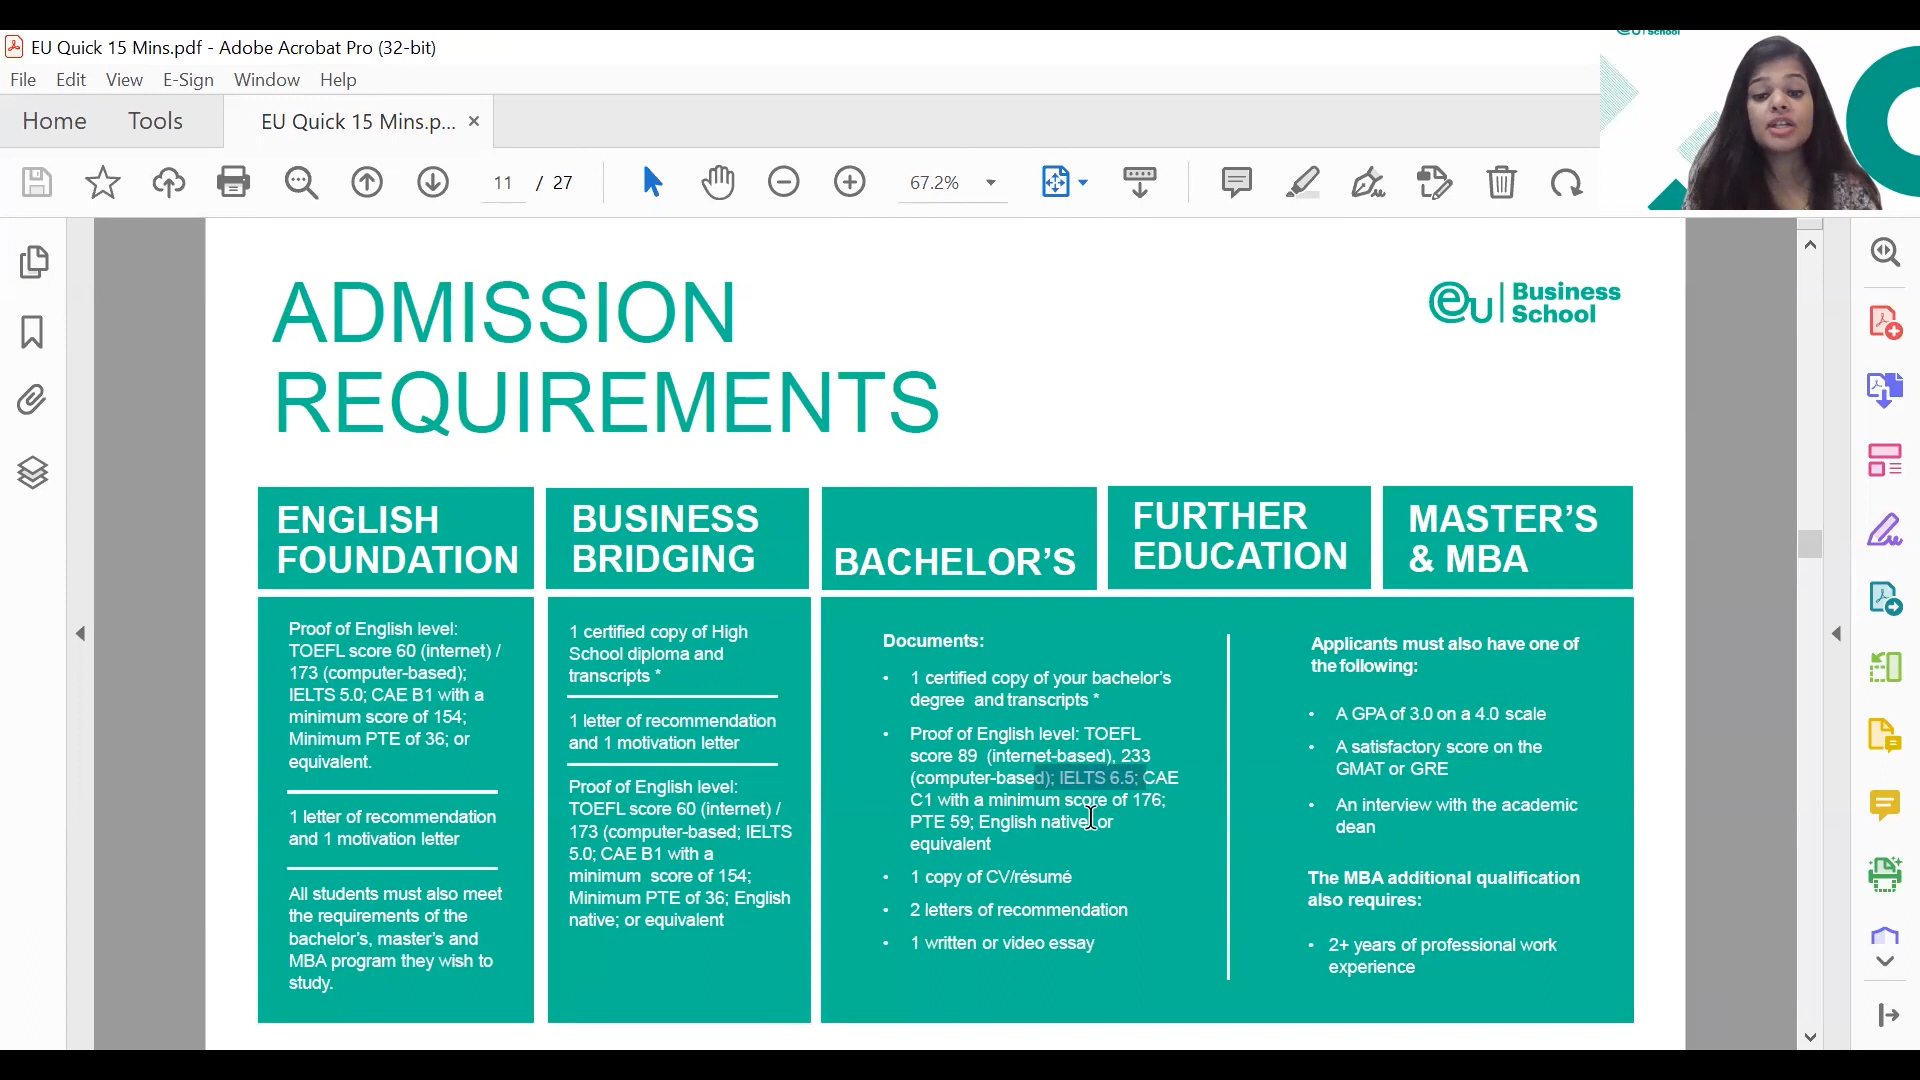 EU Quick 15 Mins.pdf - Adobe Acrobat Pro (32-bit)
File Edit View E-Sign Window Help
Home Tools EU Quick 15 Mins.p... ×
11 / 27 67.2%
ADMISSION
REQUIREMENTS
eu Business
School
ENGLISH
FOUNDATION
Proof of English level:
TOEFL score 60 (internet) /
173 (computer-based);
IELTS 5.0; CAE B1 with a
minimum score of 154;
Minimum PTE of 36; or
equivalent.
1 letter of recommendation
and 1 motivation letter
All students must also meet
the requirements of the
bachelor’s, master’s and
MBA program they wish to
study.
BUSINESS
BRIDGING
1 certified copy of High
School diploma and
transcripts *
1 letter of recommendation
and 1 motivation letter
Proof of English level:
TOEFL score 60 (internet) /
173 (computer-based; IELTS
5.0; CAE B1 with a
minimum score of 154;
Minimum PTE of 36; English
native; or equivalent
BACHELOR’S
FURTHER
EDUCATION
MASTER’S
& MBA
Documents:
• 1 certified copy of your bachelor’s
degree and transcripts *
• Proof of English level: TOEFL
score 89 (internet-based), 233
(computer-based); IELTS 6.5; CAE
C1 with a minimum score of 176;
PTE 59; English native; or
equivalent
• 1 copy of CV/résumé
• 2 letters of recommendation
• 1 written or video essay
Applicants must also have one of
the following:
• A GPA of 3.0 on a 4.0 scale
• A satisfactory score on the
GMAT or GRE
• An interview with the academic
dean
The MBA additional qualification
also requires:
• 2+ years of professional work
experience